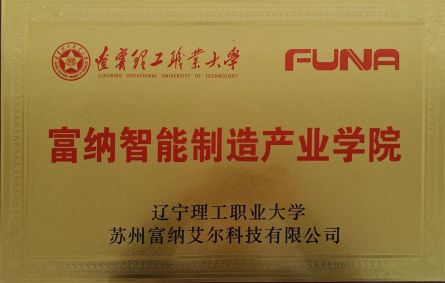 辽宁理工职业大学 FUNA
LIAONING VOCATIONAL UNIVERSITY OF TECHNOLOGY
富纳智能制造产业学院
辽宁理工职业大学
苏州富纳艾尔科技有限公司